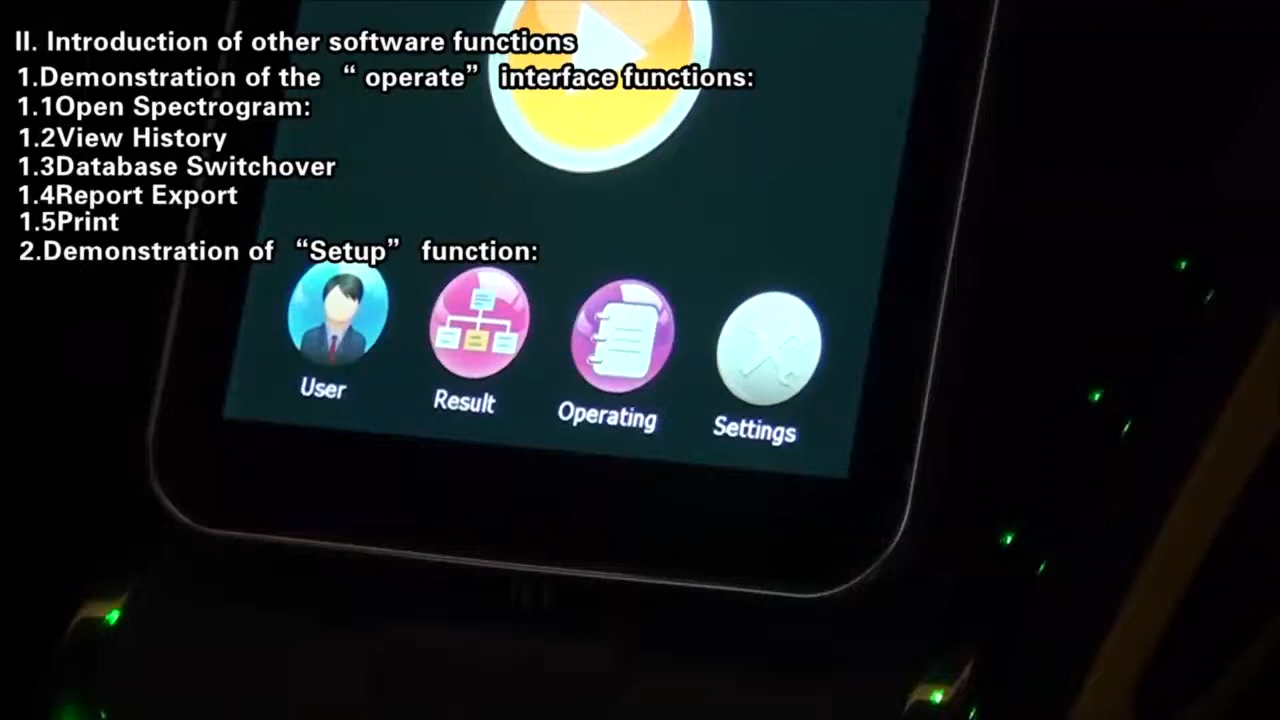 II. Introduction of other software functions
1.Demonstration of the “ operate” interface functions:
1.1Open Spectrogram:
1.2View History
1.3Database Switchover
1.4Report Export
1.5Print
2.Demonstration of “Setup” function:
User Result Operating Settings